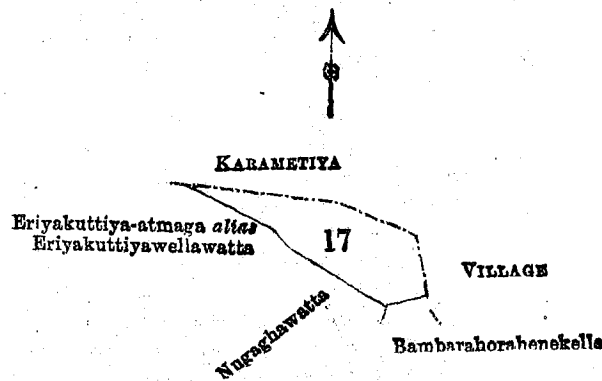 KARAMETIYA
Eriyakuttiya-atmaga alias
Eriyakuttiyawellawatta
17
VILLAGE
Nugaghawatta
Bambarahorahenekella